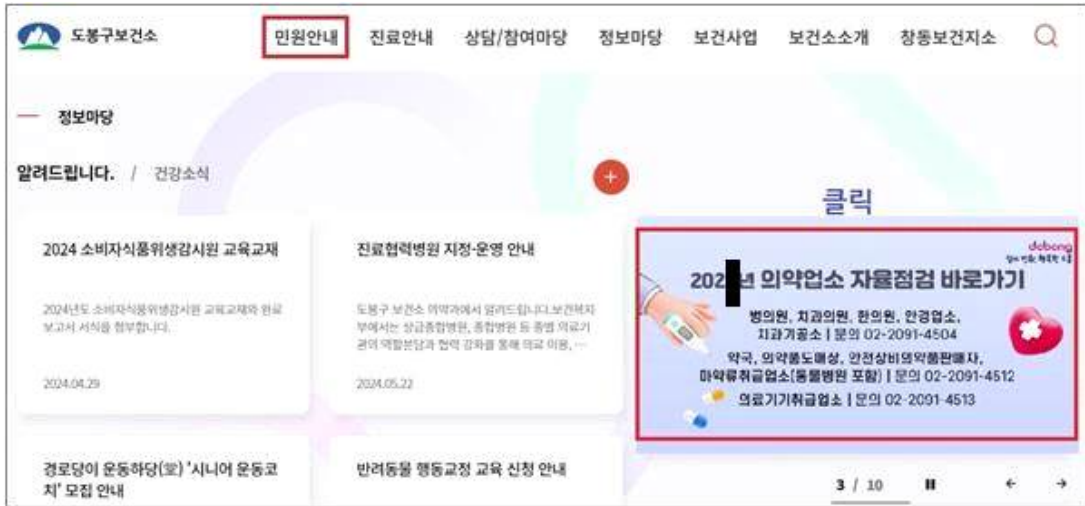 도봉구보건소
민원안내 진료안내 상담/참여마당 정보마당 보건사업 보건소소개 창동보건지소
정보마당
알려드립니다. / 건강소식
+
클릭
2024 소비자식품위생감시원 교육교재
2024년도 소비자식품위생감시원 교육교재와 완료
보고서 서식을 첨부합니다.
2024.04.29
진료협력병원 지정·운영 안내
도봉구 보건소 의약과에서 알려드립니다.보건복지
부에서는 상급종합병원, 종합병원 등 종별 의료기
관의 역할분담과 협력 강화를 통해 의료 이용, …
2024.05.22
dobong
202 년 의약업소 자율점검 바로가기
병의원, 치과의원, 한의원, 안경업소,
치과기공소 | 문의 02-2091-4504
약국, 의약품도매상, 안전상비의약품판매자,
마약류취급업소(동물병원 포함) | 문의 02-2091-4512
의료기기취급업소 | 문의 02-2091-4513
경로당이 운동하당(堂) '시니어 운동코
치' 모집 안내
반려동물 행동교정 교육 신청 안내
3 / 10